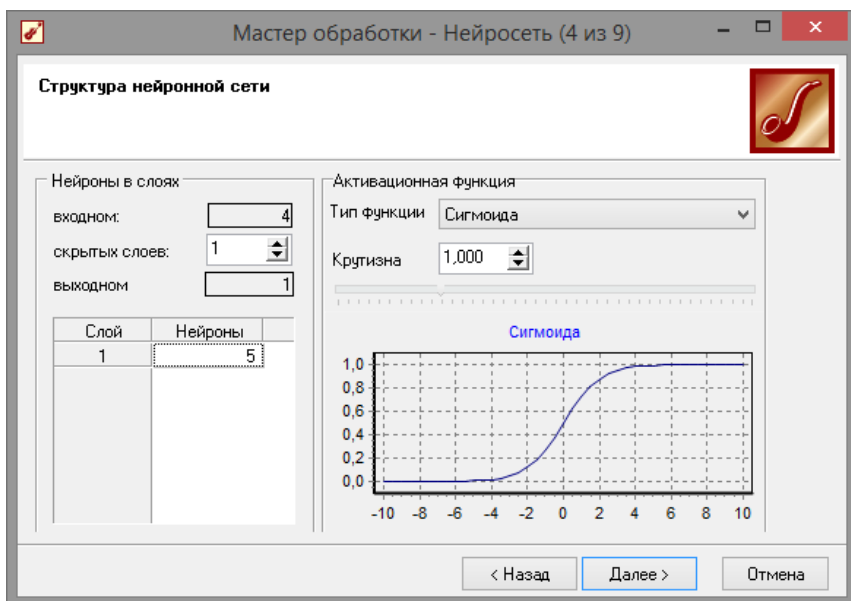 Мастер обработки - Нейросеть (4 из 9)
Структура нейронной сети
Нейроны в слоях
входном: 4
скрытых слоев: 1
выходном 1
Слой Нейроны
1 5
Активационная функция
Тип функции Сигмоида
Крутизна 1,000
Сигмоида
1,0
0,8
0,6
0,4
0,2
0,0
-10 -8 -6 -4 -2 0 2 4 6 8 10
< Назад Далее > Отмена